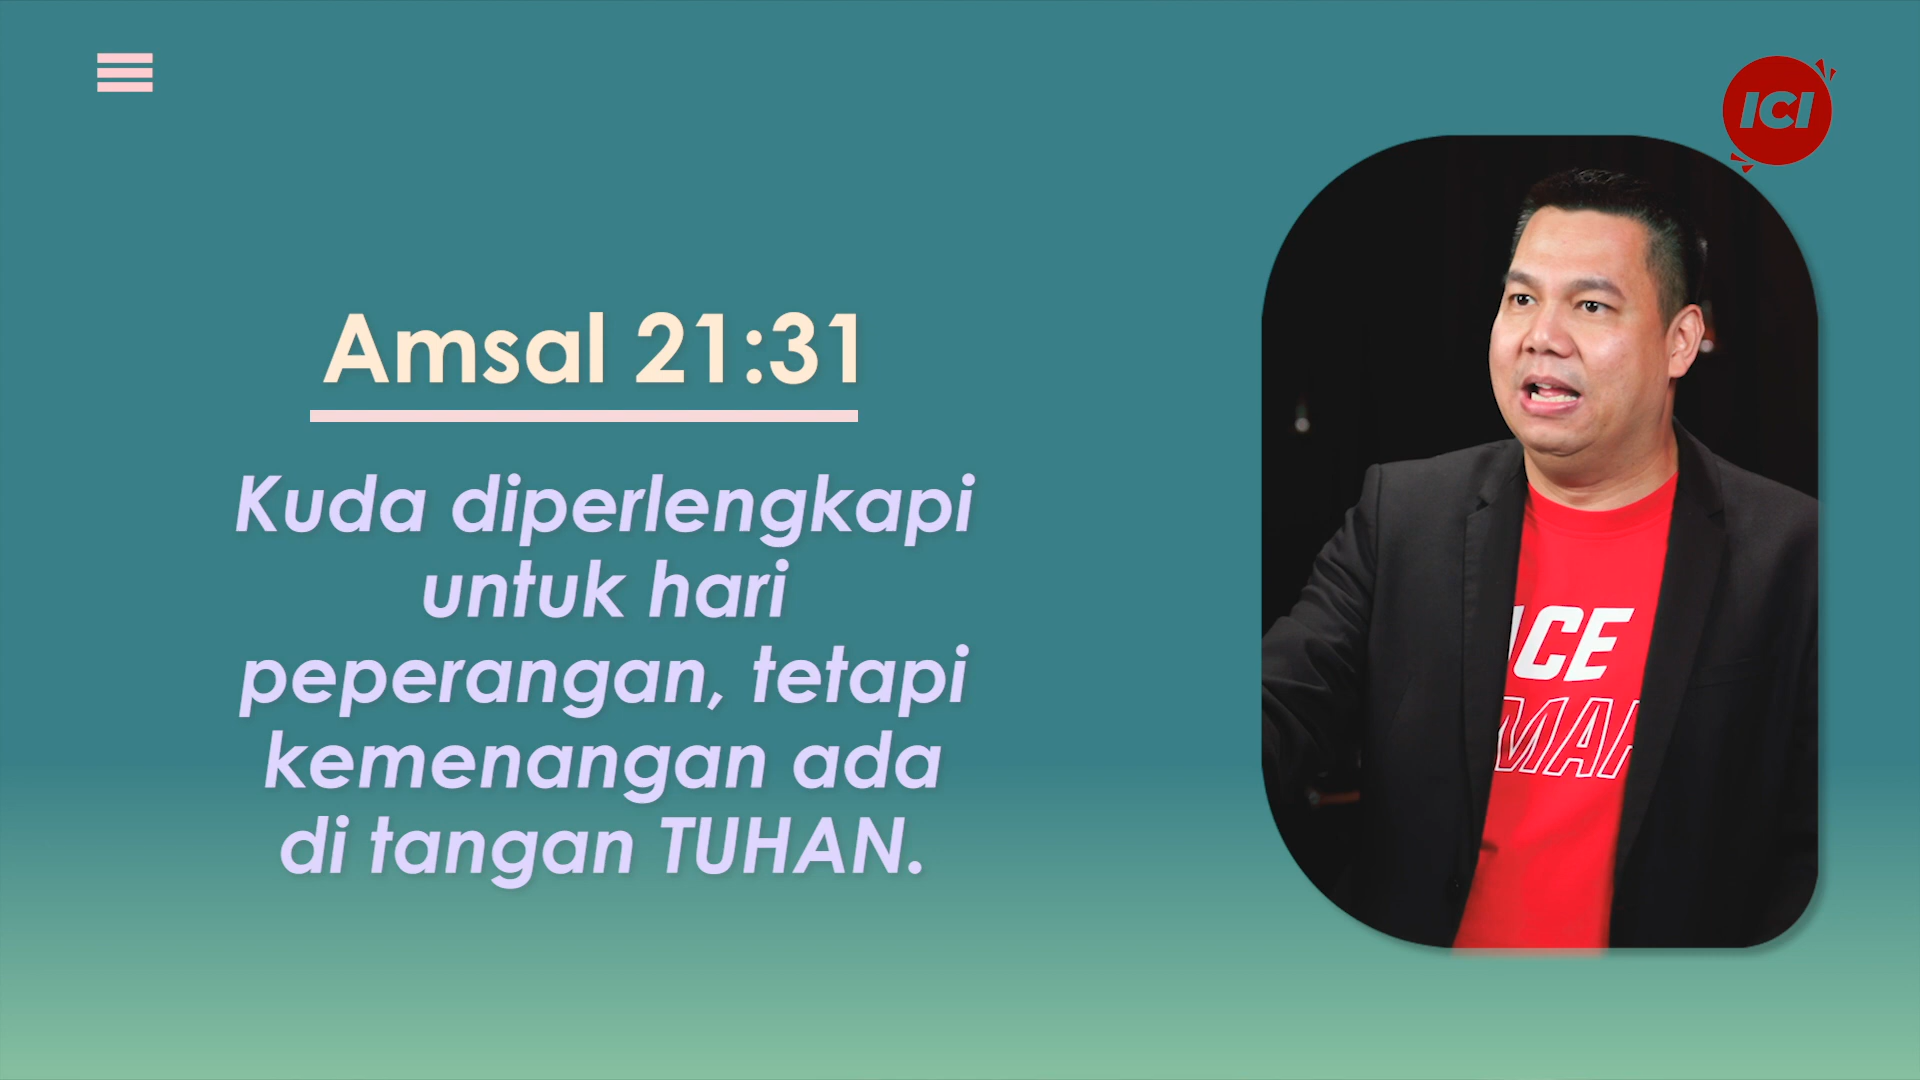 ICI
Amsal 21:31
Kuda diperlengkapi
untuk hari
peperangan, tetapi
kemenangan ada
di tangan TUHAN.